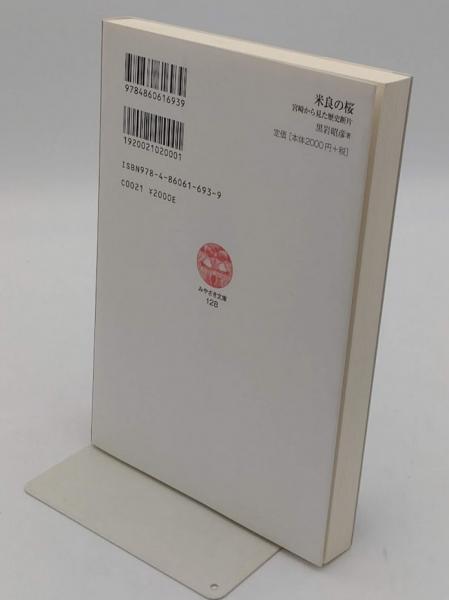 9784860616939
1920021020001
ISBN978-4-86061-693-9
C0021 ¥2000E
米良の桜
宮崎から見た歴史断片
黒岩昭彦 著
定価[本体2000円+税]
みやざき文庫
128